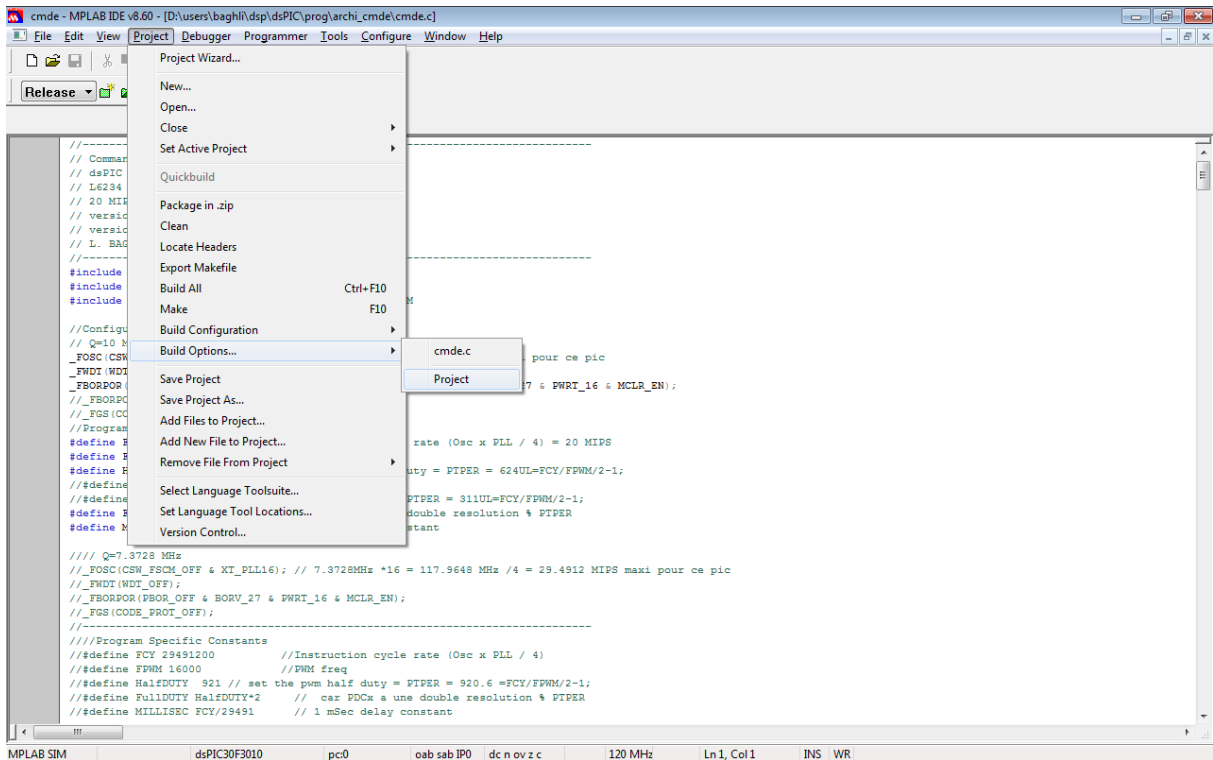 cmde - MPLAB IDE v8.60 - [D:\users\baghli\dsp\dsPIC\prog\archi_cmde\cmde.c]
File Edit View Project Debugger Programmer Tools Configure Window Help
Release
Project Wizard...
New...
Open...
Close
Set Active Project
Quickbuild
Package in .zip
Clean
Locate Headers
Export Makefile
Build All Ctrl+F10
Make F10
Build Configuration
Build Options...
Save Project
Save Project As...
Add Files to Project...
Add New File to Project...
Remove File From Project
Select Language Toolsuite...
Set Language Tool Locations...
Version Control...
cmde.c
Project
//------
// Comman
// dsPIC
// L6234
// 20 MIP
// versio
// versio
// L. BAG
//------
#include
#include
#include
//Configu
// Q=10 M
_FOSC(CSW pour ce pic
_FWDT(WDT
_FBORPOR( 27 & PWRT_16 & MCLR_EN);
//_FBORPO
//_FGS(CO
//Program
#define F rate (Osc x PLL / 4) = 20 MIPS
#define F
#define H uty = PTPER = 624UL=FCY/FPWM/2-1;
//#define
//#define PTPER = 311UL=FCY/FPWM/2-1;
#define F double resolution % PTPER
#define M stant
//// Q=7.3728 MHz
//_FOSC(CSW_FSCM_OFF & XT_PLL16); // 7.3728MHz *16 = 117.9648 MHz /4 = 29.4912 MIPS maxi pour ce pic
//_FWDT(WDT_OFF);
//_FBORPOR(PBOR_OFF & BORV_27 & PWRT_16 & MCLR_EN);
//_FGS(CODE_PROT_OFF);
//------------------------------------------------------------------------------
////Program Specific Constants
//#define FCY 29491200 //Instruction cycle rate (Osc x PLL / 4)
//#define FPWM 16000 //PWM freq
//#define HalfDUTY 921 // set the pwm half duty = PTPER = 920.6 =FCY/FPWM/2-1;
//#define FullDUTY HalfDUTY*2 // car PDCx a une double resolution % PTPER
//#define MILLISEC FCY/29491 // 1 mSec delay constant
MPLAB SIM dsPIC30F3010 pc:0 oab sab IP0 dc n ov z c 120 MHz Ln 1, Col 1 INS WR